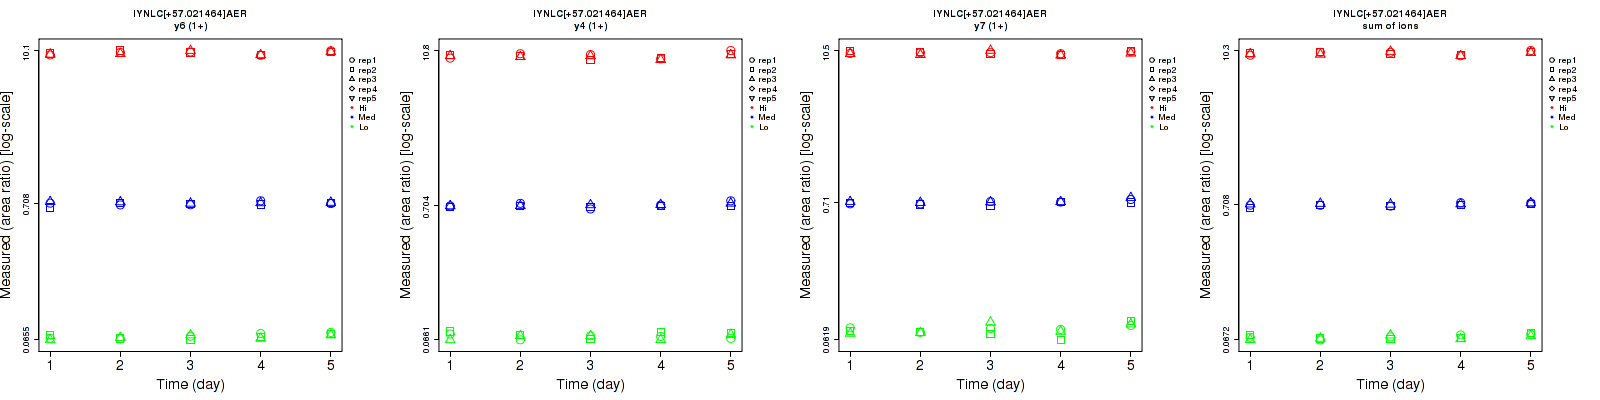 IYNLC[+57.021464]AER
y6 (1+)
Measured (area ratio) [log-scale]
10.1
0.708
0.0655
1 2 3 4 5
Time (day)
rep1
rep2
rep3
rep4
rep5
Hi
Med
Lo
IYNLC[+57.021464]AER
y4 (1+)
Measured (area ratio) [log-scale]
10.8
0.704
0.0661
1 2 3 4 5
Time (day)
rep1
rep2
rep3
rep4
rep5
Hi
Med
Lo
IYNLC[+57.021464]AER
y7 (1+)
Measured (area ratio) [log-scale]
10.5
0.71
0.0619
1 2 3 4 5
Time (day)
rep1
rep2
rep3
rep4
rep5
Hi
Med
Lo
IYNLC[+57.021464]AER
sum of ions
Measured (area ratio) [log-scale]
10.3
0.708
0.0672
1 2 3 4 5
Time (day)
rep1
rep2
rep3
rep4
rep5
Hi
Med
Lo